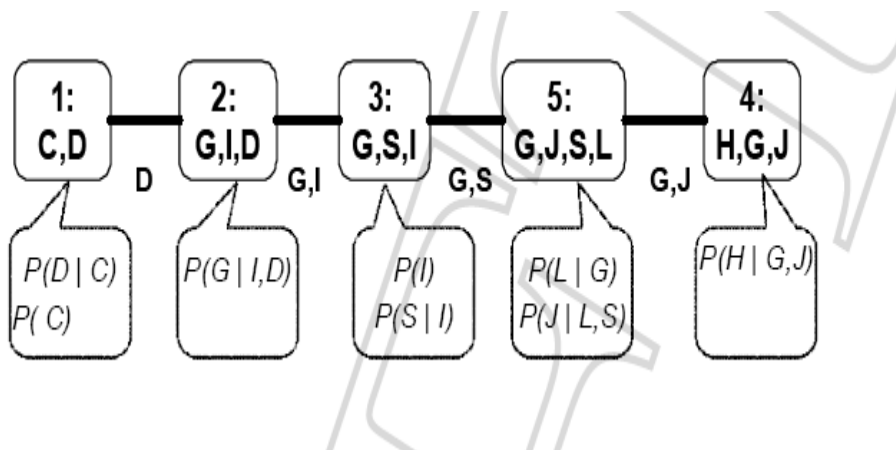 1:
C,D
2:
G,I,D
3:
G,S,I
5:
G,J,S,L
4:
H,G,J
D
G,I
G,S
G,J
P(D | C)
P( C)
P(G | I,D)
P(I)
P(S | I)
P(L | G)
P(J | L,S)
P(H | G,J)